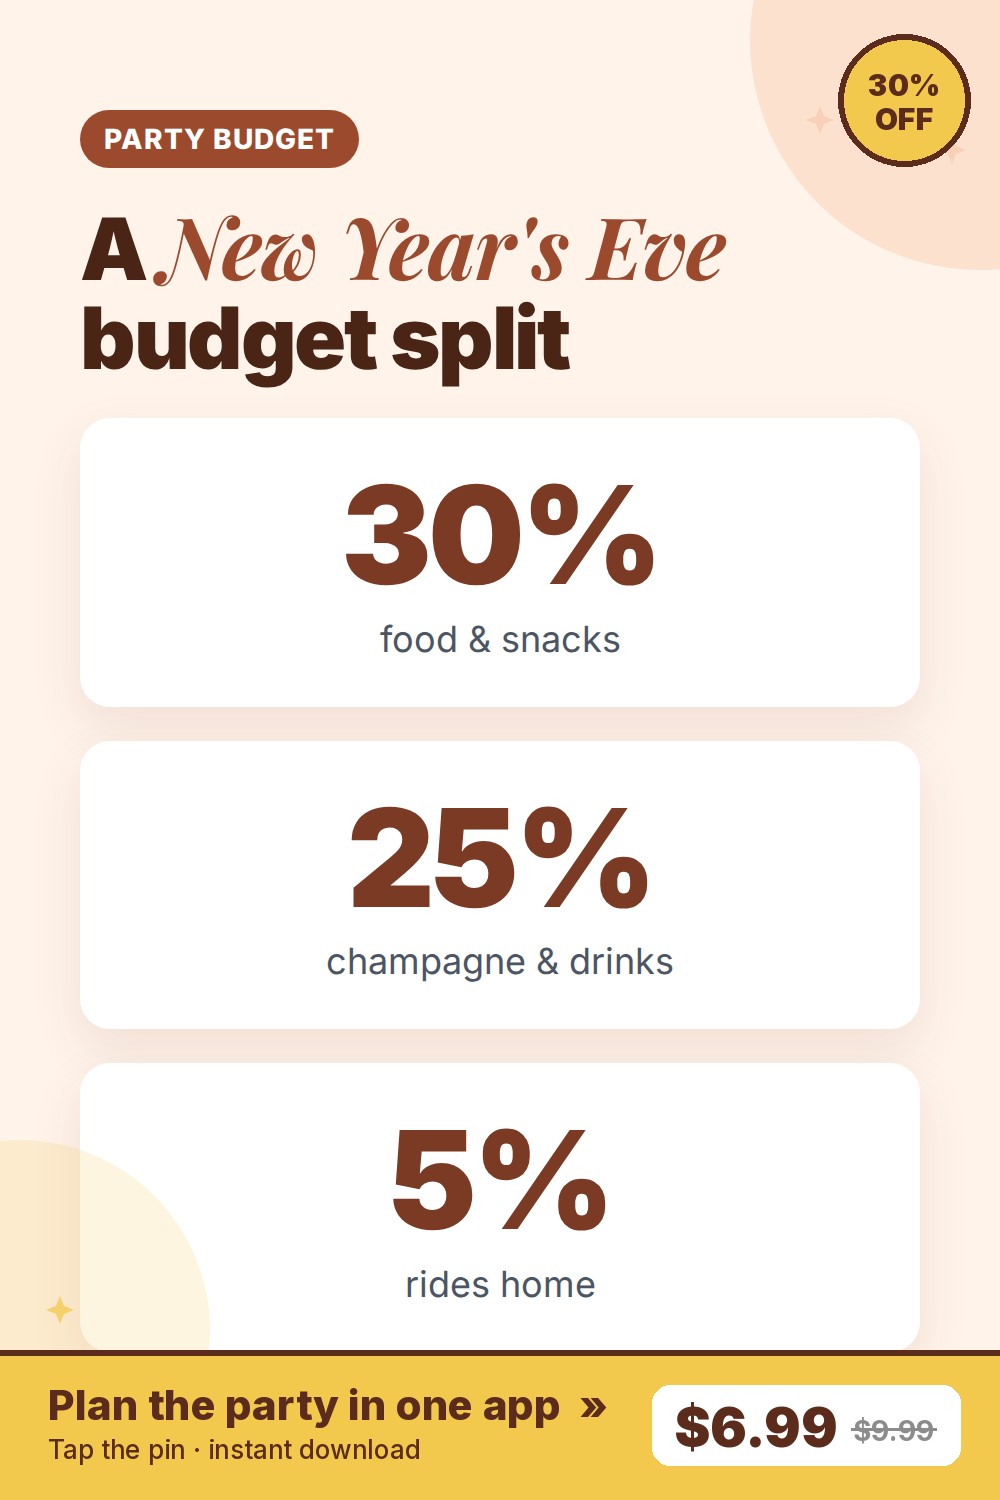 30%
OFF
PARTY BUDGET
A New Year's Eve
budget split
30%
food & snacks
25%
champagne & drinks
5%
rides home
Plan the party in one app »
Tap the pin · instant download
$6.99 $9.99